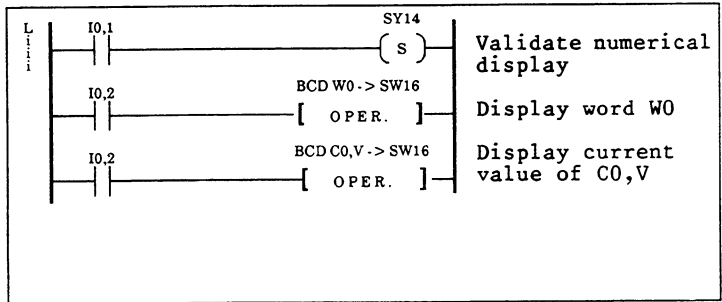 L
i
i
i
I0,1
SY14
( S )
Validate numerical
display
I0,2
BCD W0 -> SW16
[ OPER. ]
Display word W0
I0,2
BCD C0,V -> SW16
[ OPER. ]
Display current
value of C0,V